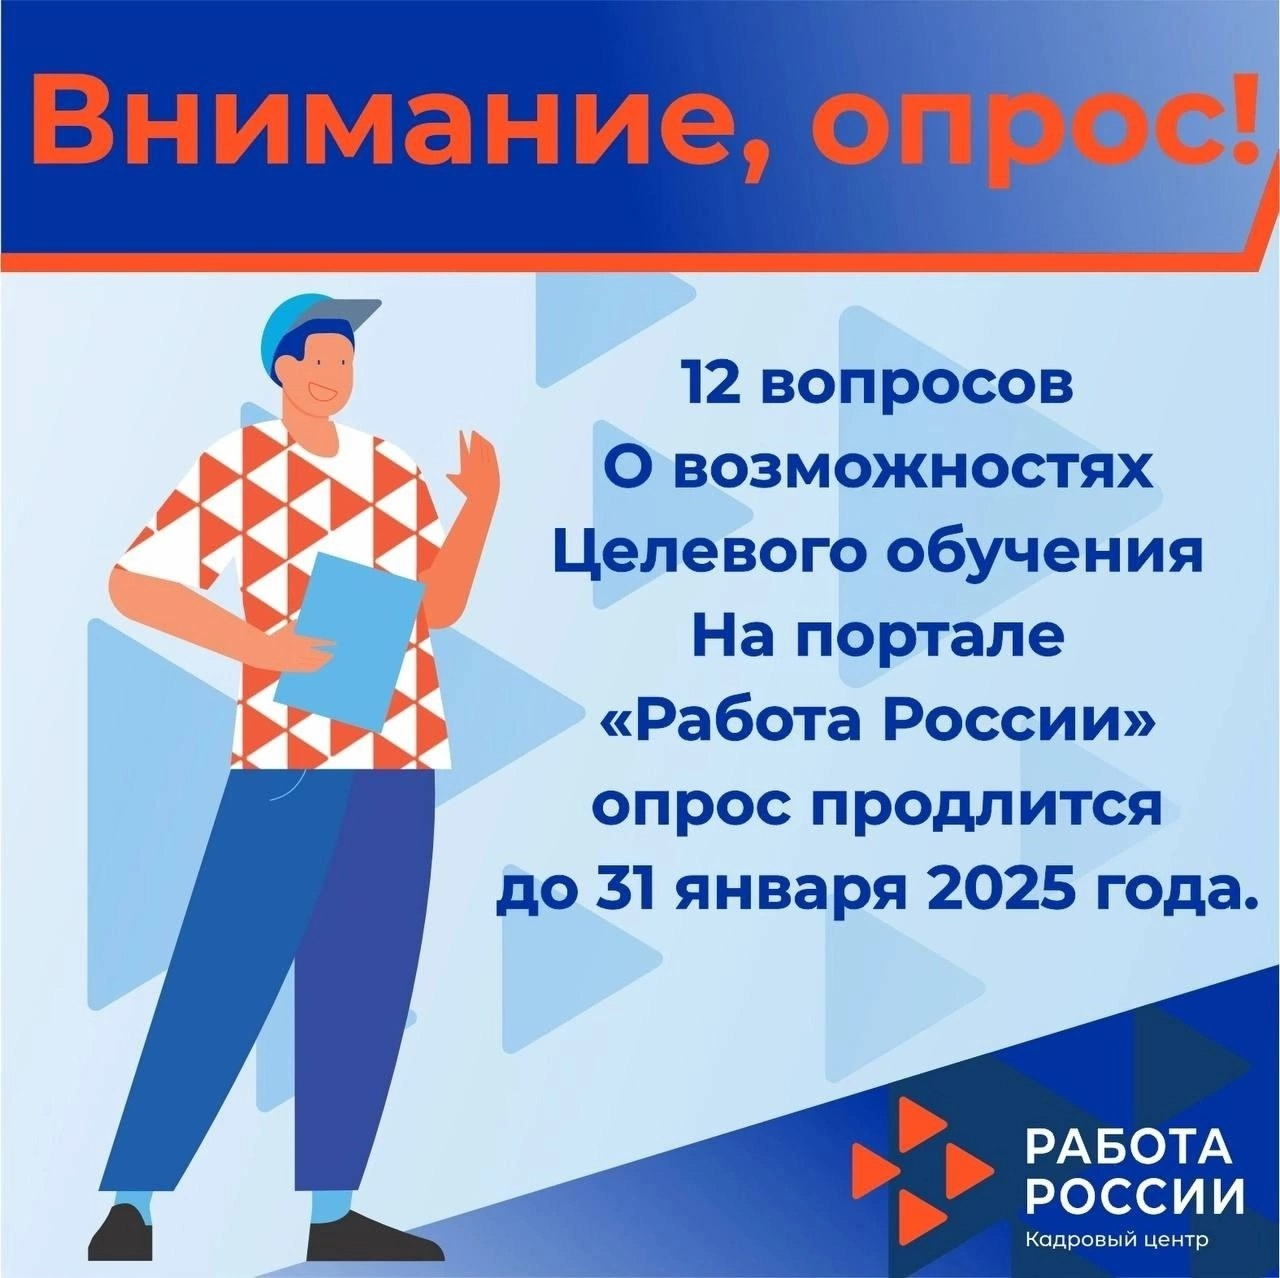 Внимание, опрос!
12 вопросов
О возможностях
Целевого обучения
На портале
«Работа России»
опрос продлится
до 31 января 2025 года.
РАБОТА
РОССИИ
Кадровый центр